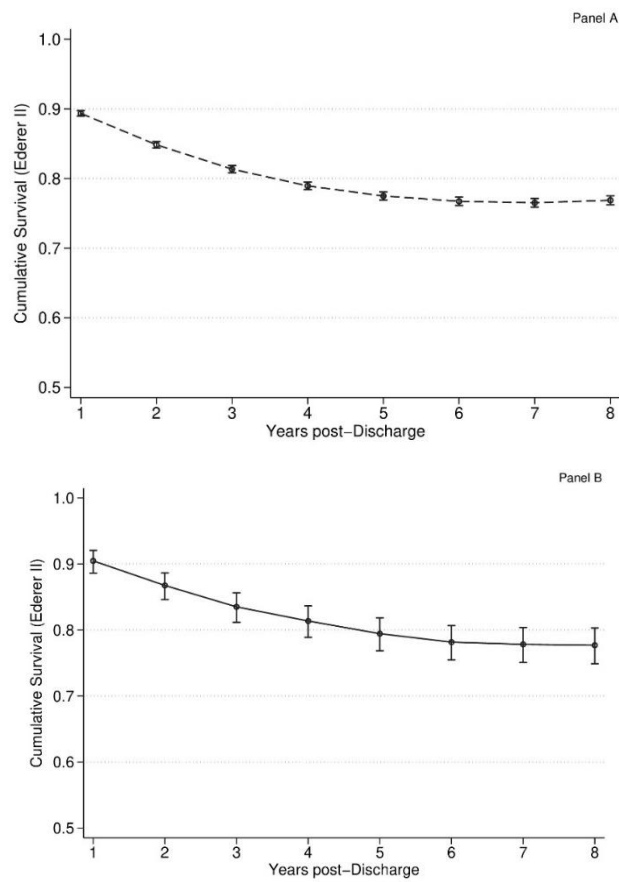 Panel A
Cumulative Survival (Ederer II)
1.0
0.9
0.8
0.7
0.6
0.5
1 2 3 4 5 6 7 8
Years post-Discharge
Panel B
Cumulative Survival (Ederer II)
1.0
0.9
0.8
0.7
0.6
0.5
1 2 3 4 5 6 7 8
Years post-Discharge